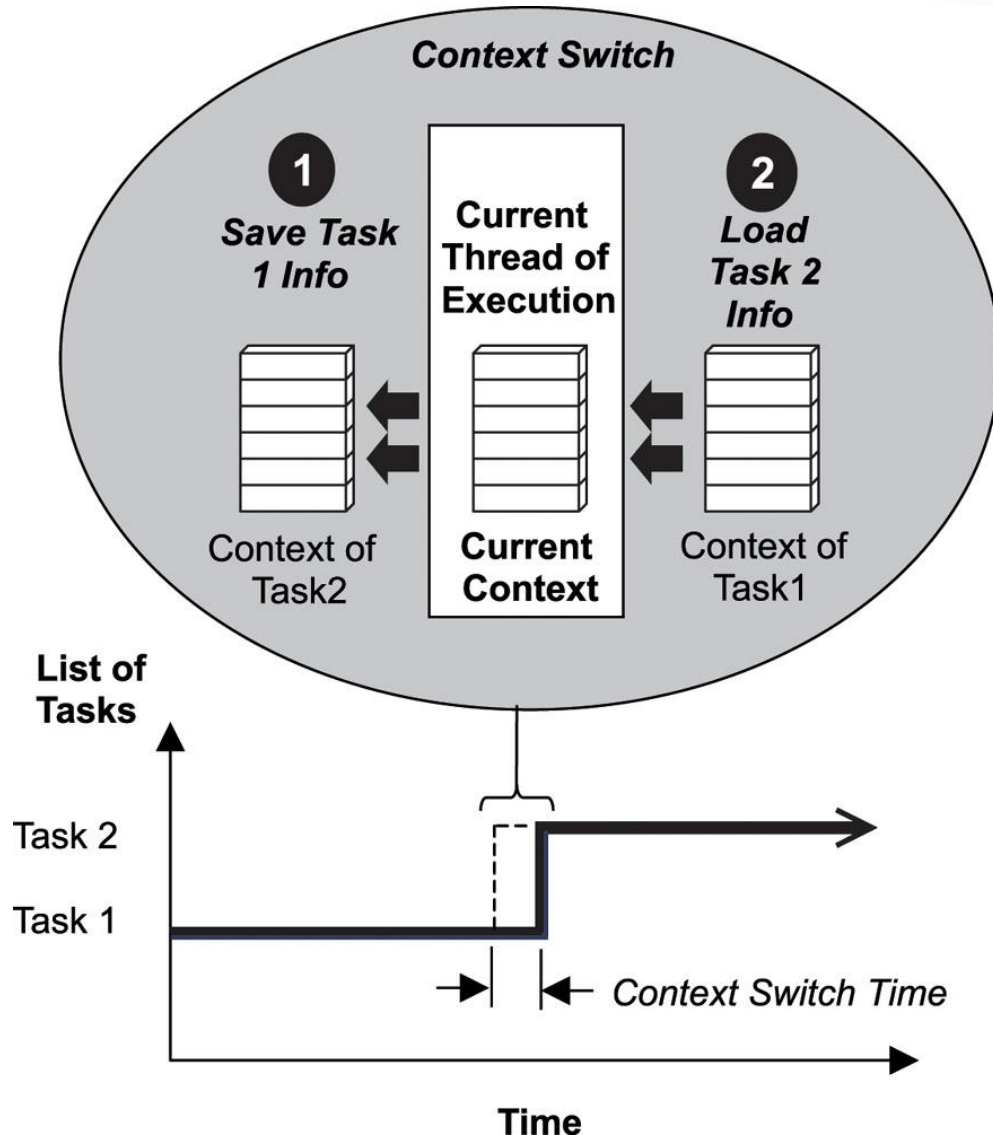 Context Switch
1
Save Task
1 Info
Current
Thread of
Execution
2
Load
Task 2
Info
Context of
Task2
Current
Context
Context of
Task1
List of
Tasks
Task 2
Task 1
Context Switch Time
Time